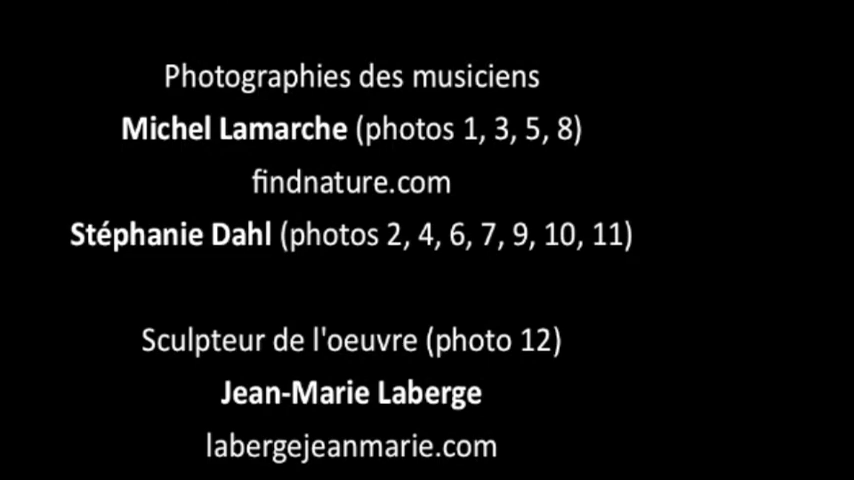 Photographies des musiciens
Michel Lamarche (photos 1, 3, 5, 8)
findnature.com
Stéphanie Dahl (photos 2, 4, 6, 7, 9, 10, 11)
Sculpteur de l'oeuvre (photo 12)
Jean-Marie Laberge
labergejeanmarie.com